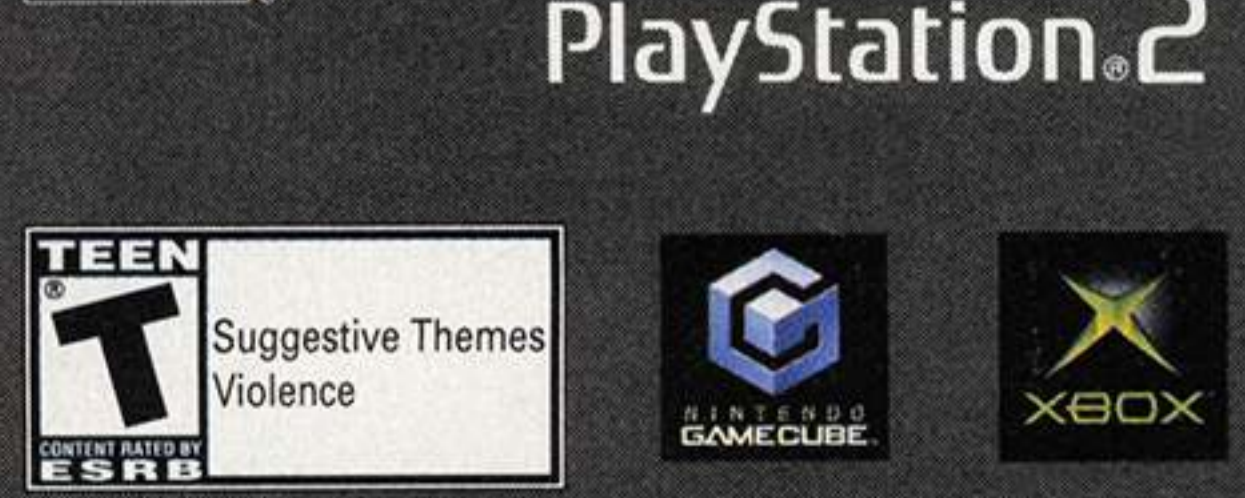 PlayStation®2
TEEN
®
T
Suggestive Themes
Violence
CONTENT RATED BY
ESRB
NINTENDO
GAMECUBE.
XBOX